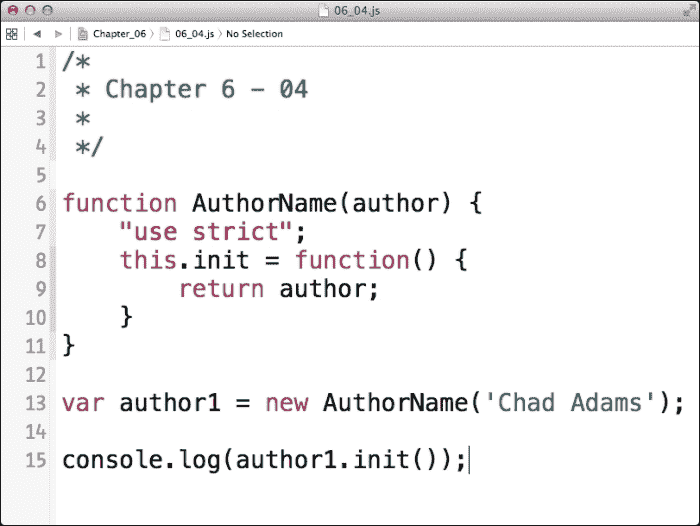 06_04.js
Chapter_06 〉 06_04.js 〉 No Selection
1 /*
2  * Chapter 6 – 04
3  *
4  */
5
6 function AuthorName(author) {
7     "use strict";
8     this.init = function() {
9         return author;
10     }
11 }
12
13 var author1 = new AuthorName('Chad Adams');
14
15 console.log(author1.init());